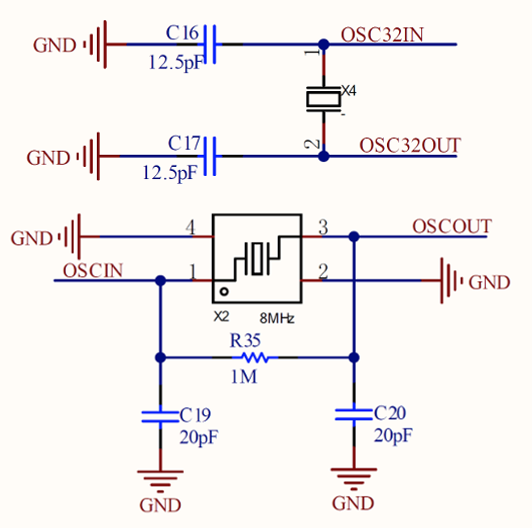 GND
C16
12.5pF
1
OSC32IN
X4
-
GND
C17
12.5pF
2
OSC32OUT
GND
4
3
OSCOUT
OSCIN
1
2
GND
X2
8MHz
R35
1M
C19
20pF
C20
20pF
GND
GND